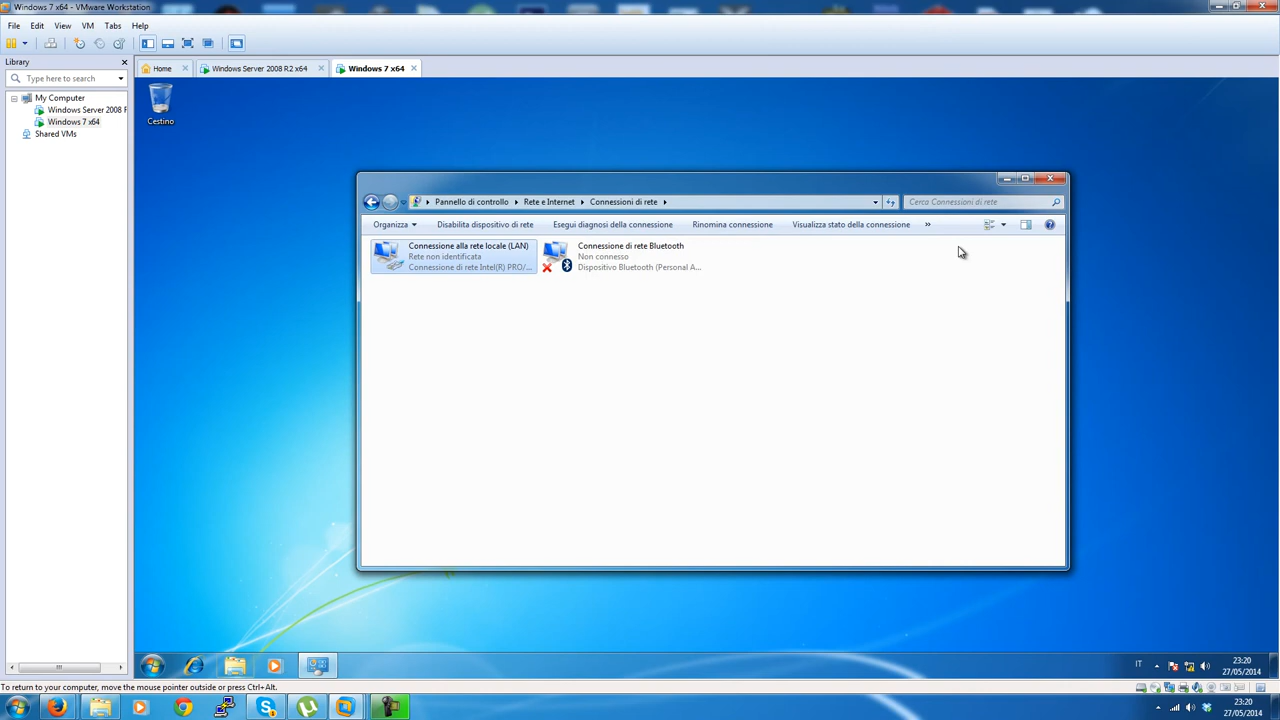 Windows 7 x64 - VMware Workstation
File Edit View VM Tabs Help
Library
Type here to search
My Computer
Windows Server 2008 R
Windows 7 x64
Shared VMs
Home
Windows Server 2008 R2 x64
Windows 7 x64
Cestino
Pannello di controllo
Rete e Internet
Connessioni di rete
Cerca Connessioni di rete
Organizza
Disabilita dispositivo di rete
Esegui diagnosi della connessione
Rinomina connessione
Visualizza stato della connessione
»
Connessione alla rete locale (LAN)
Rete non identificata
Connessione di rete Intel(R) PRO/...
Connessione di rete Bluetooth
Non connesso
Dispositivo Bluetooth (Personal A...
IT
23:20
27/05/2014
To return to your computer, move the mouse pointer outside or press Ctrl+Alt.
23:20
27/05/2014